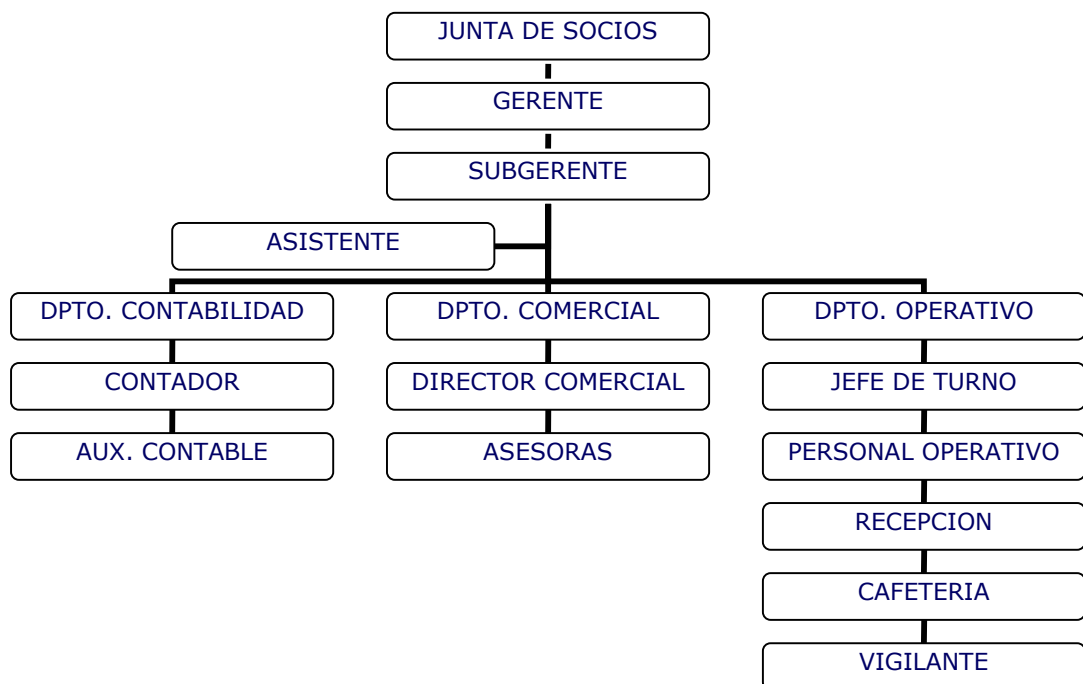 JUNTA DE SOCIOS
GERENTE
SUBGERENTE
ASISTENTE
DPTO. CONTABILIDAD
DPTO. COMERCIAL
DPTO. OPERATIVO
CONTADOR
DIRECTOR COMERCIAL
JEFE DE TURNO
AUX. CONTABLE
ASESORAS
PERSONAL OPERATIVO
RECEPCION
CAFETERIA
VIGILANTE